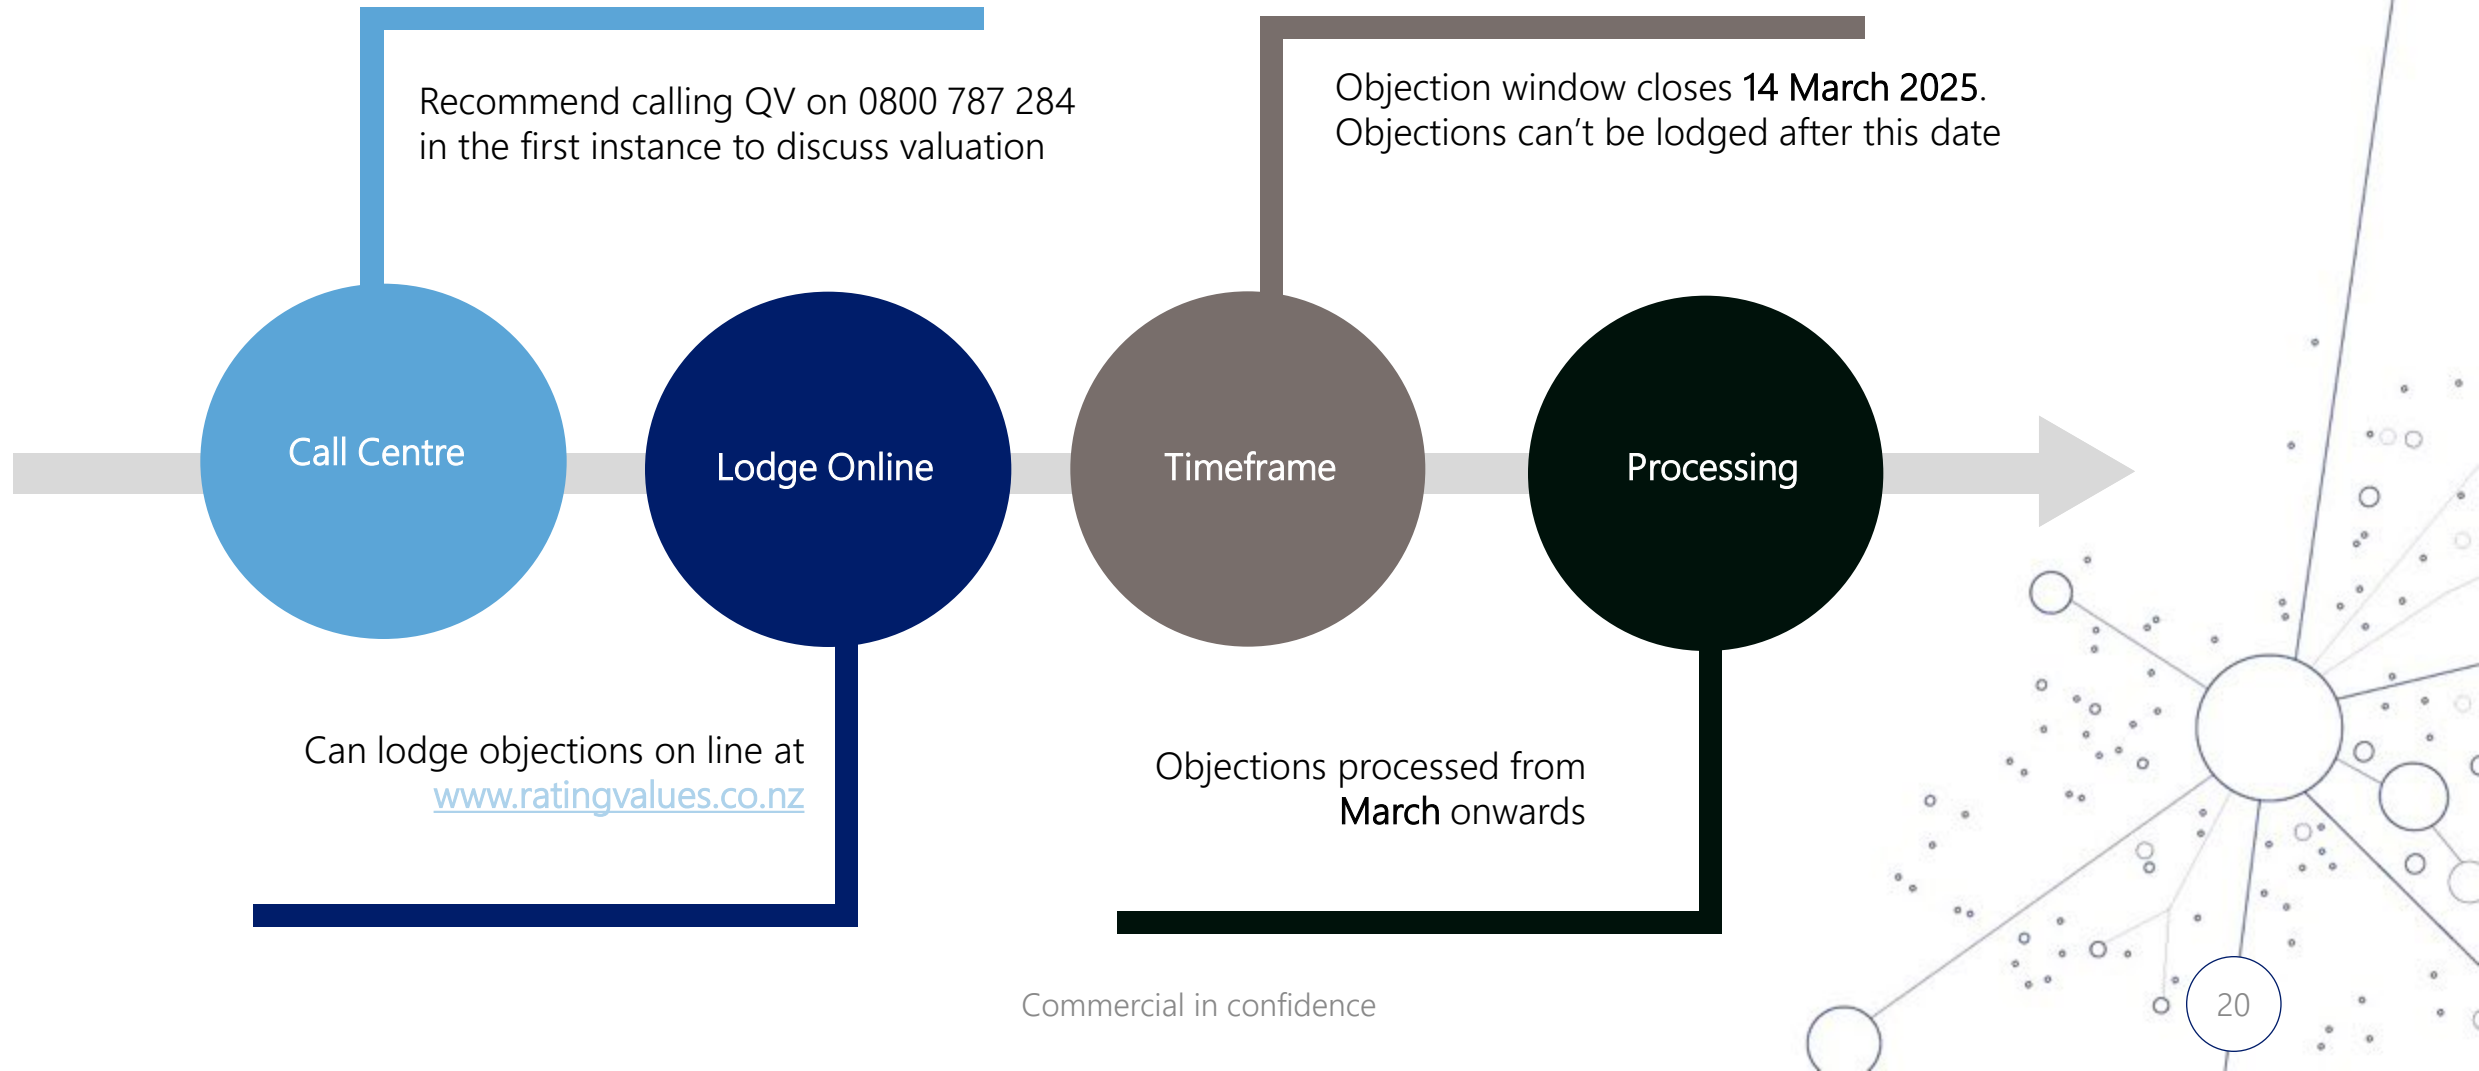 Recommend calling QV on 0800 787 284
in the first instance to discuss valuation
Objection window closes 14 March 2025.
Objections can’t be lodged after this date
Call Centre
Lodge Online
Timeframe
Processing
Can lodge objections on line at
www.ratingvalues.co.nz
Objections processed from
March onwards
Commercial in confidence
20